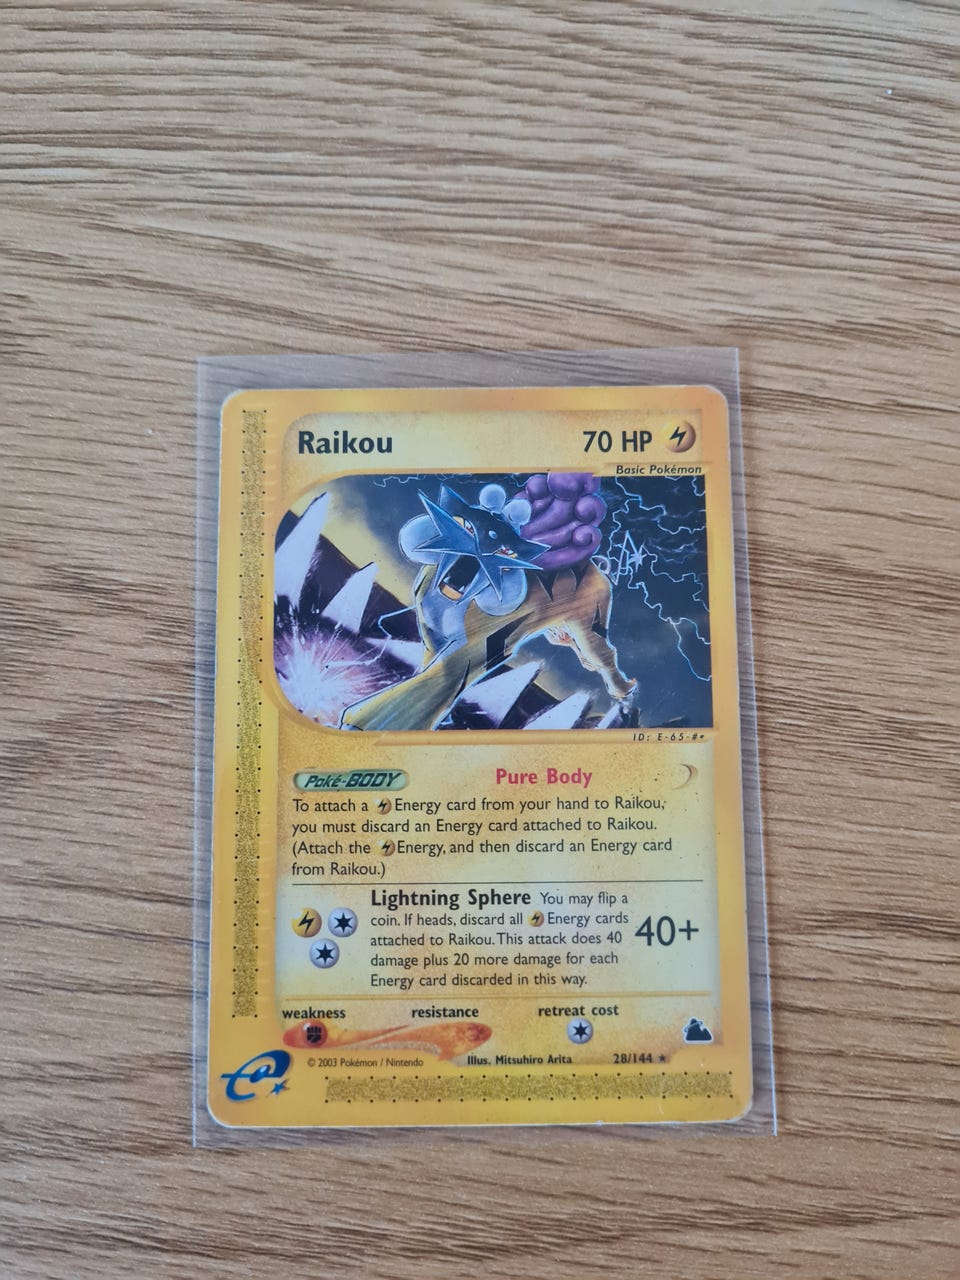 Raikou 70 HP
Basic Pokémon
ID: E-65-#★
Poké-BODY Pure Body
To attach a Energy card from your hand to Raikou,
you must discard an Energy card attached to Raikou.
(Attach the Energy, and then discard an Energy card
from Raikou.)
Lightning Sphere You may flip a
coin. If heads, discard all Energy cards
attached to Raikou. This attack does 40
damage plus 20 more damage for each
Energy card discarded in this way.
40+
weakness resistance retreat cost
© 2003 Pokémon / Nintendo Illus. Mitsuhiro Arita 28/144 ★
e